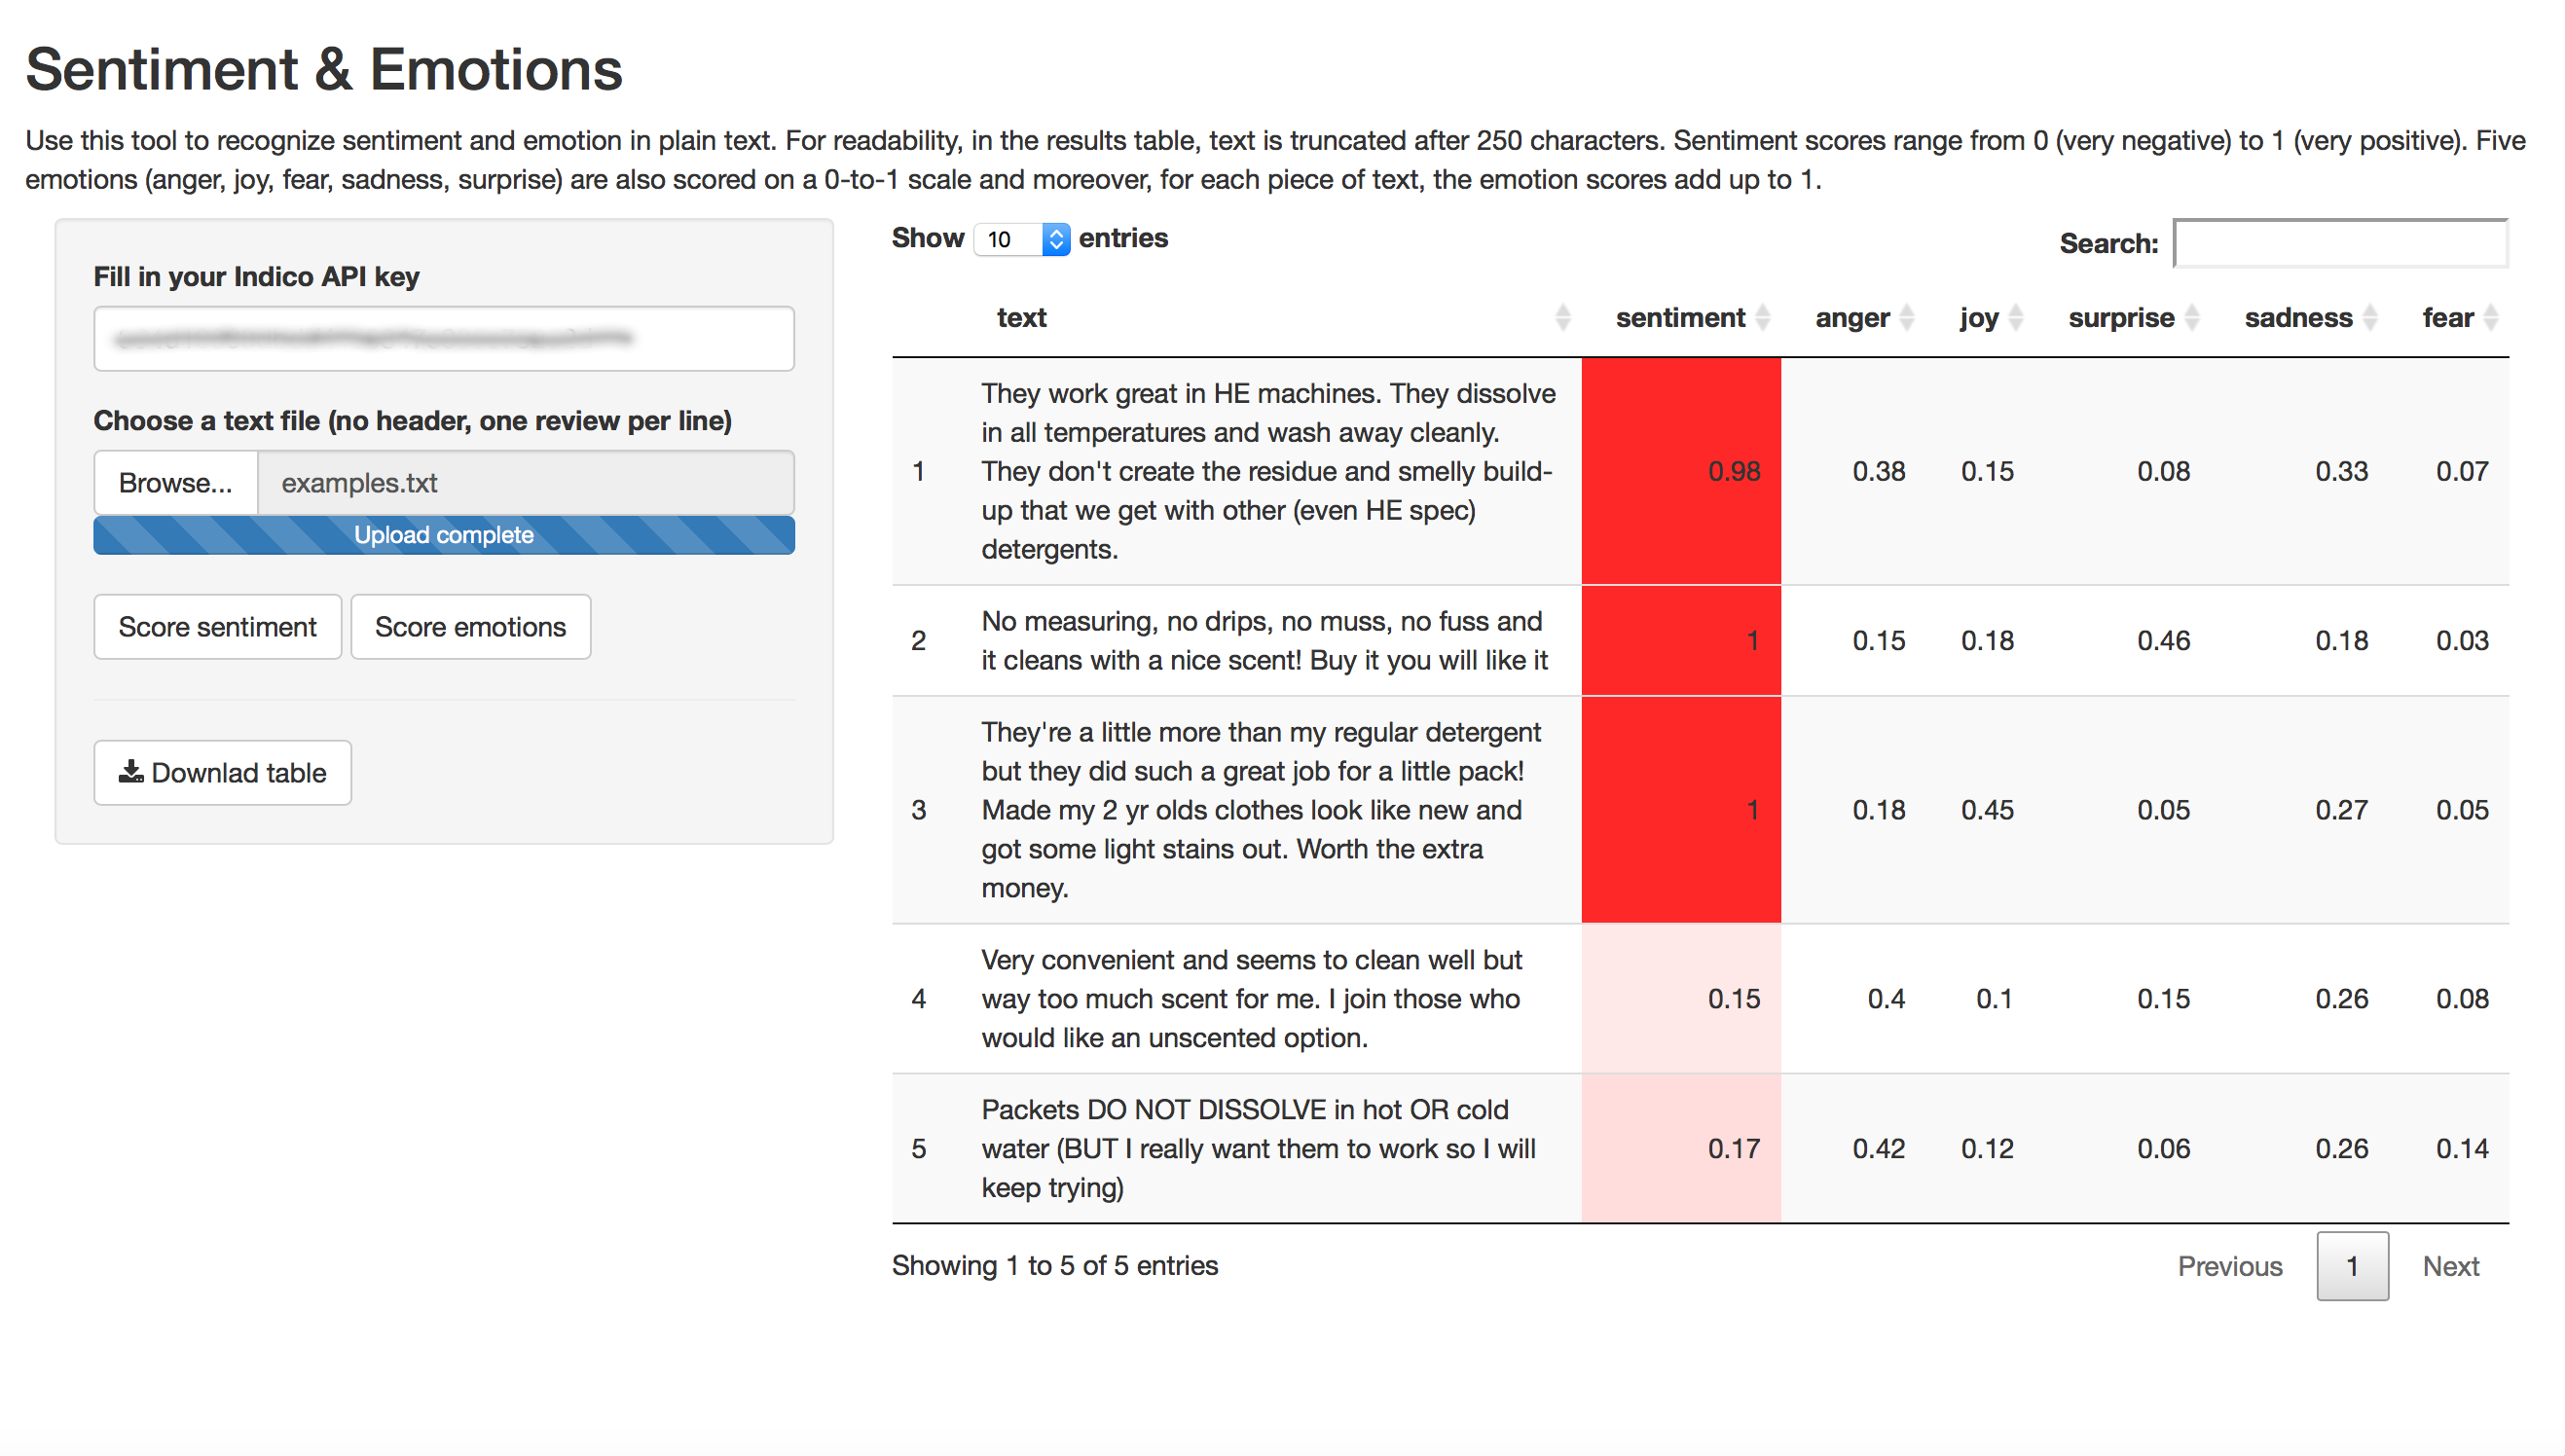 Sentiment & Emotions
Use this tool to recognize sentiment and emotion in plain text. For readability, in the results table, text is truncated after 250 characters. Sentiment scores range from 0 (very negative) to 1 (very positive). Five
emotions (anger, joy, fear, sadness, surprise) are also scored on a 0-to-1 scale and moreover, for each piece of text, the emotion scores add up to 1.
Fill in your Indico API key
Choose a text file (no header, one review per line)
Browse... examples.txt
Upload complete
Score sentiment Score emotions
Downlad table
Show 10 entries
Search:
text sentiment anger joy surprise sadness fear
They work great in HE machines. They dissolve
in all temperatures and wash away cleanly.
1 They don't create the residue and smelly build- 0.98 0.38 0.15 0.08 0.33 0.07
up that we get with other (even HE spec)
detergents.
2 No measuring, no drips, no muss, no fuss and 1 0.15 0.18 0.46 0.18 0.03
it cleans with a nice scent! Buy it you will like it
They're a little more than my regular detergent
but they did such a great job for a little pack!
3 Made my 2 yr olds clothes look like new and 1 0.18 0.45 0.05 0.27 0.05
got some light stains out. Worth the extra
money.
Very convenient and seems to clean well but
4 way too much scent for me. I join those who 0.15 0.4 0.1 0.15 0.26 0.08
would like an unscented option.
Packets DO NOT DISSOLVE in hot OR cold
5 water (BUT I really want them to work so I will 0.17 0.42 0.12 0.06 0.26 0.14
keep trying)
Showing 1 to 5 of 5 entries
Previous 1 Next